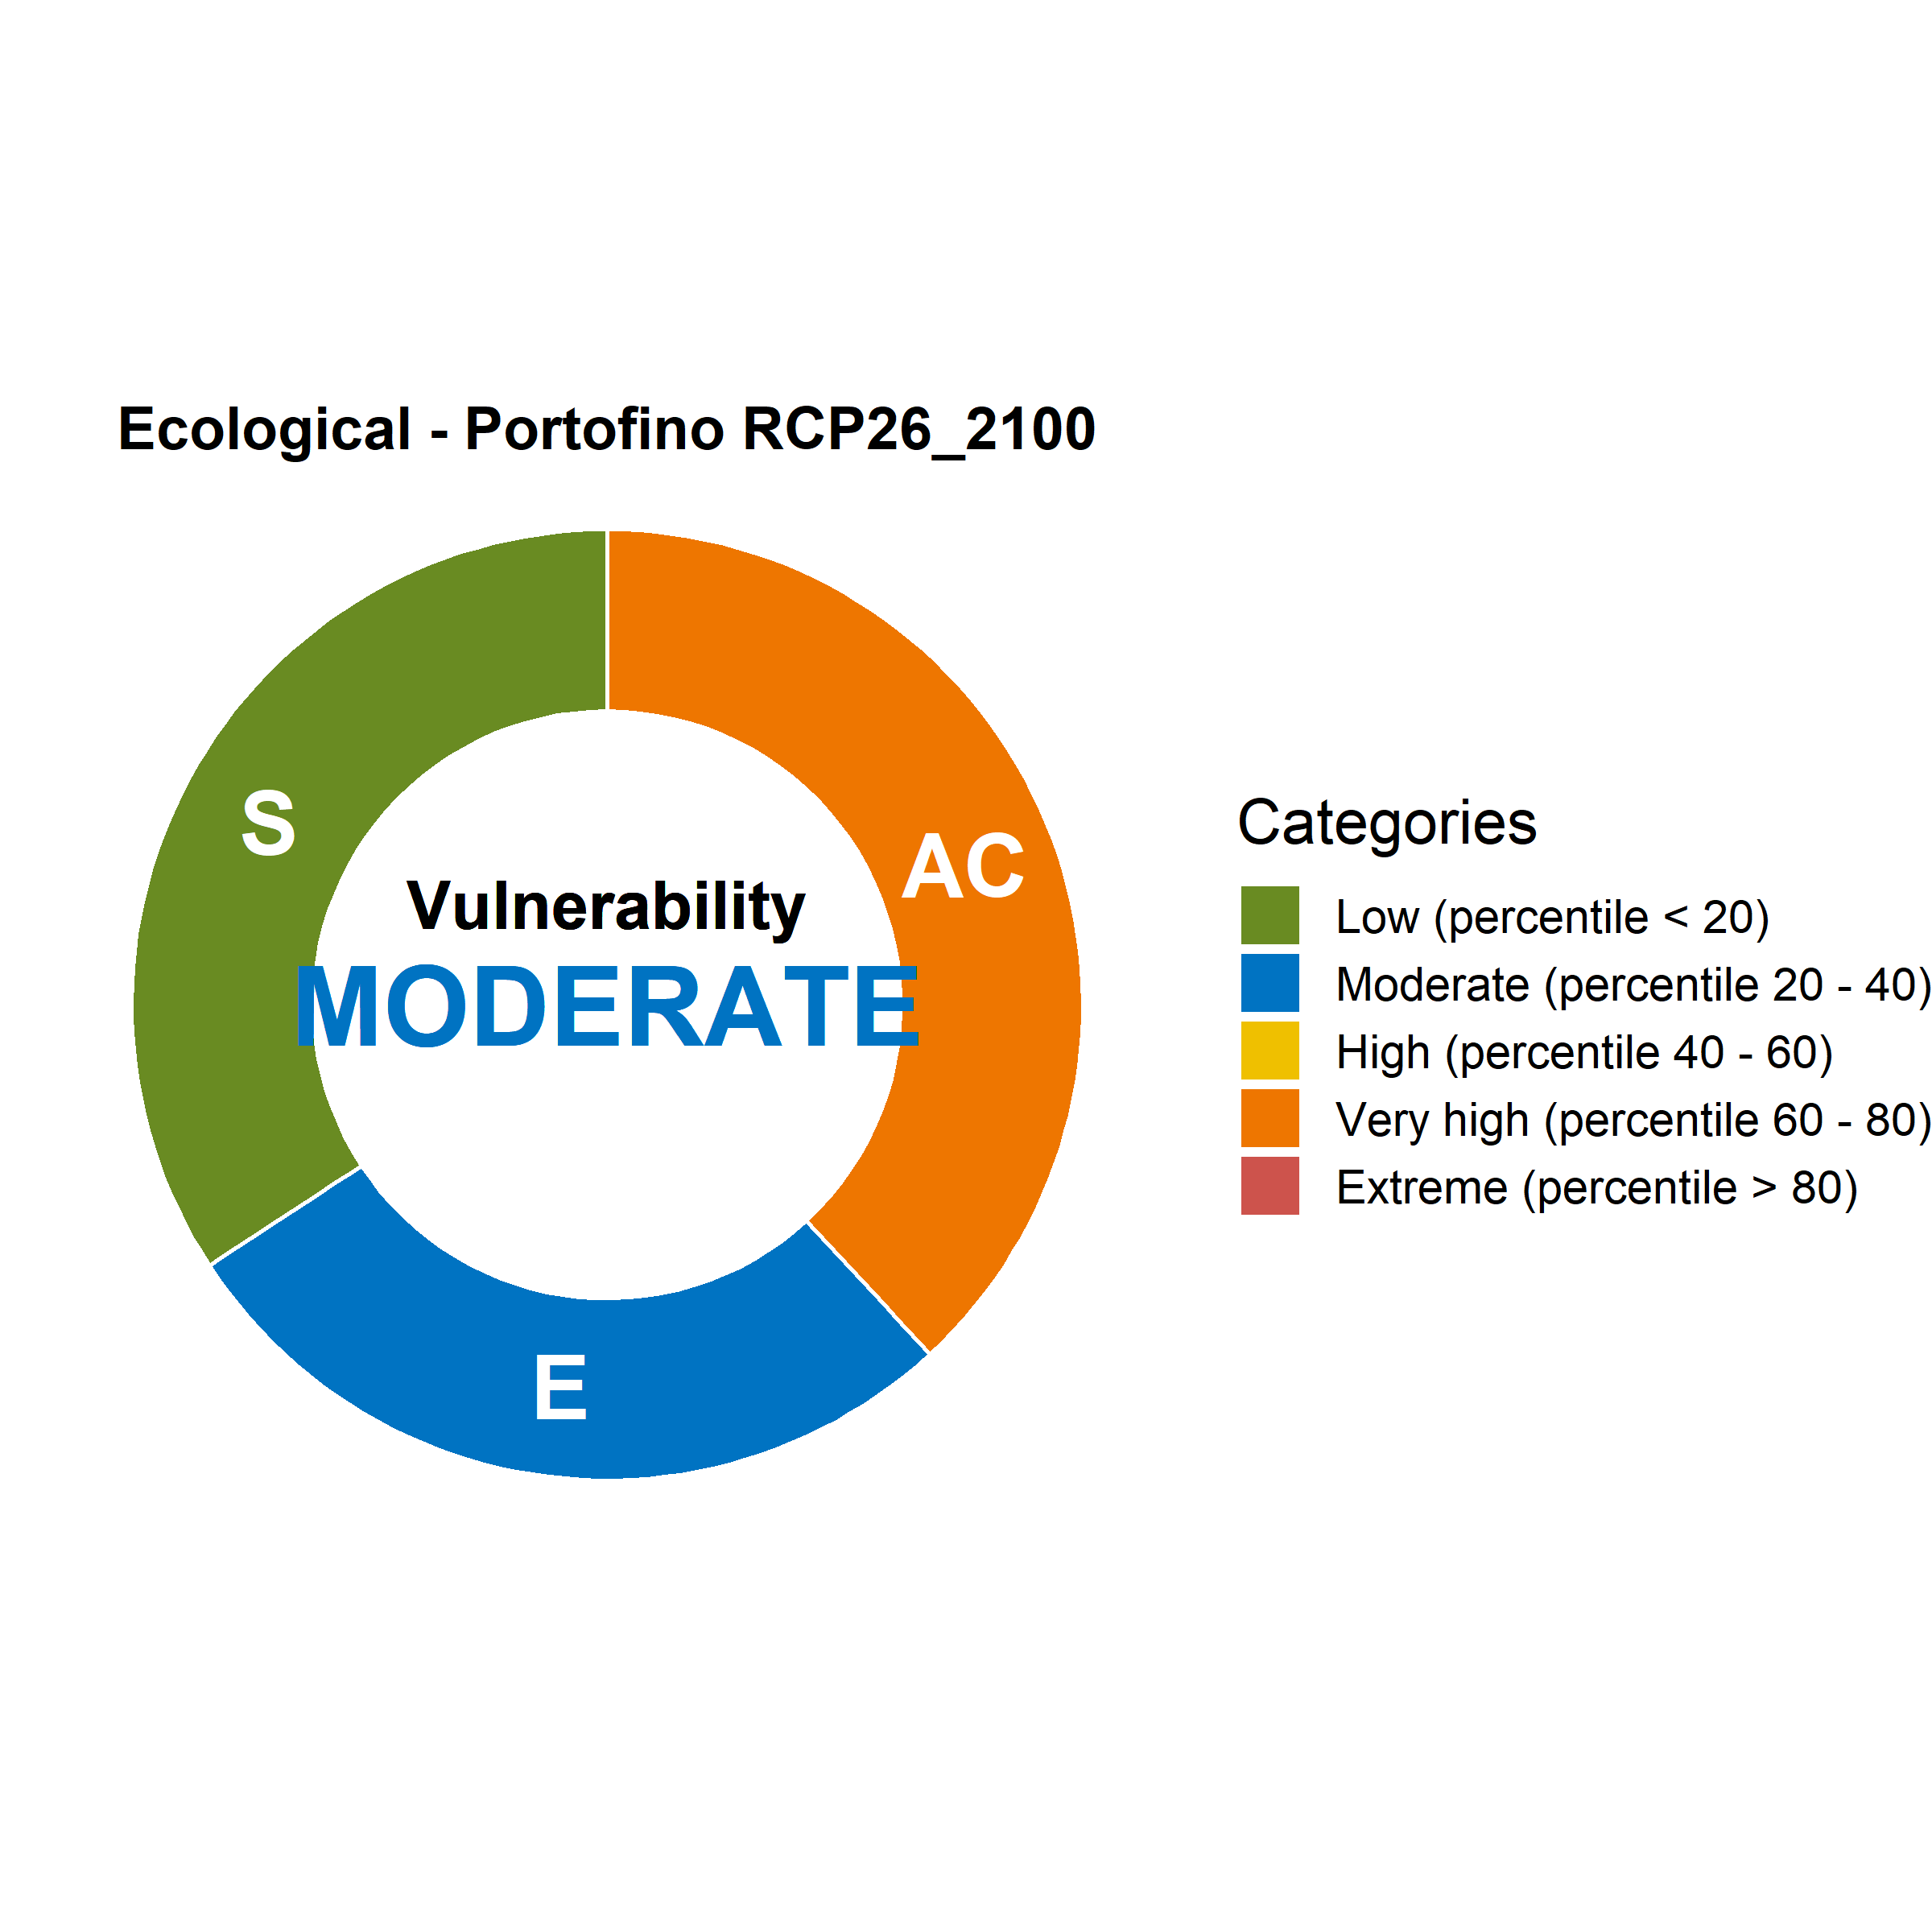 Ecological - Portofino RCP26_2100
S
AC
Vulnerability
MODERATE
E
Categories
Low (percentile < 20)
Moderate (percentile 20 - 40)
High (percentile 40 - 60)
Very high (percentile 60 - 80)
Extreme (percentile > 80)